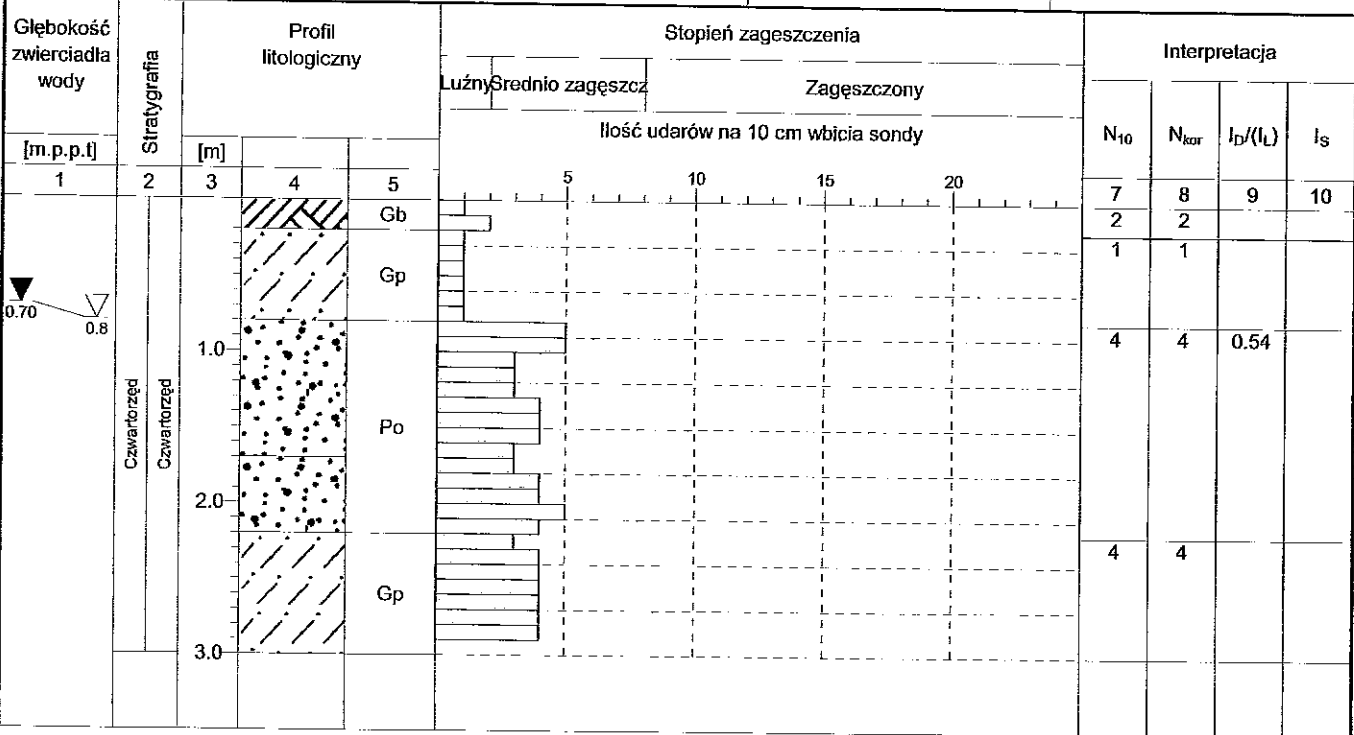 Głębokość
zwierciadła
wody
Stratygrafia
Profil
litologiczny
Stopień zageszczenia
Interpretacja
Luźny Średnio zagęszcz Zagęszczony
Ilość udarów na 10 cm wbicia sondy
[m.p.p.t]
[m]
N10 Nkor ID/(IL) IS
1 2 3 4 5
5 10 15 20
7 8 9 10
Gb
2 2
Gp
1 1
0.70
0.8
1.0
4 4 0.54
Po
Czwartorzęd
Czwartorzęd
2.0
4 4
Gp
3.0